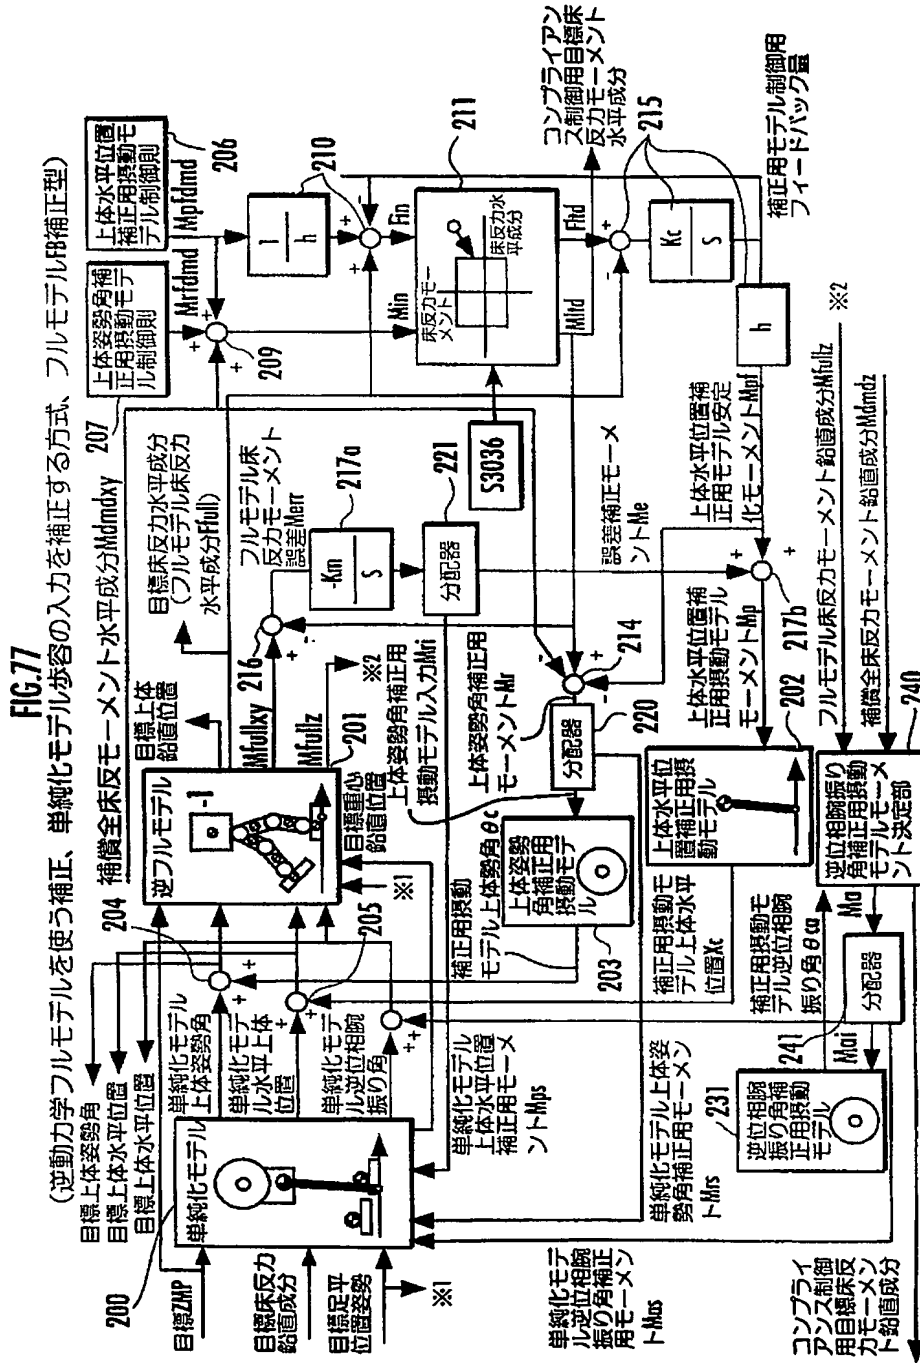 FIG.77
(逆動力学フルモデルを使う補正、単純化モデル歩容の入力を補正する方式、フルモデルFB補正型)
目標上体姿勢角
目標上体水平位置
目標上体水平位置
200
単純化モデル
目標ZMP
目標床反力
鉛直成分
目標足平
位置姿勢
※1
単純化モデル
上体姿勢角
単純化モデ
ル水平上体
位置
単純化モデ
ル逆位相腕
振り角
204
205
補償全床反モーメント水平成分Mdmdxy
目標上体
鉛直位置
逆フルモデル
-1
201
目標重心
鉛直位置
※1
Mfullxy
Mfullz
※2
目標床反力水平成分
(フルモデル床反力
水平成分Ffull)
フルモデル床
反力モーメント
誤差Merr
216
217a
-Km
S
221
分配器
207
上体姿勢角補
正用摂動モデ
ル制御則
Mrfdmd
209
206
上体水平位置
補正用摂動モ
デル制御則
Mpfdmd
1
h
210
Min
Fin
211
床反力モー
メント
床反力水
平成分
S3036
Mltd
Fltd
コンプライアン
ス制御用目標床
反力モーメント
水平成分
215
Kc
S
補正用モデル制御用
フィードバック量
h
上体姿勢角補正用
摂動モデル入力Mri
上体姿勢角補正用
モーメントMr
214
220
分配器
誤差補正モーメ
ントMe
上体水平位置補
正用モデル安定
化モーメントMpf
217b
上体水平位置補
正用摂動モデル
モーメントMp
202
上体水平位
置補正用摂
動モデル
上体姿勢
角補正用
摂動モデ
ル
203
補正用摂動
モデル上体姿勢角θc
補正用摂動モ
デル上体水平
位置Xc
単純化モデル
上体水平位置
補正用モーメ
ントMps
単純化モデル上体姿
勢角補正用モーメン
トMrs
単純化モデ
ル逆位相腕
振り角補正
用モーメン
トMas
フルモデル床反力モーメント鉛直成分Mfullz
※2
補償全床反力モーメント鉛直成分Mdmdz
240
逆位相腕振り
角補正用摂動
モデルモーメ
ント決定部
補正用摂動モ
デル逆位相腕
振り角θca
Ma
分配器
241
Mai
231
逆位相腕
振り角補
正用摂動
モデル
コンプライ
アンス制御
用目標床反
力モーメン
ト鉛直成分